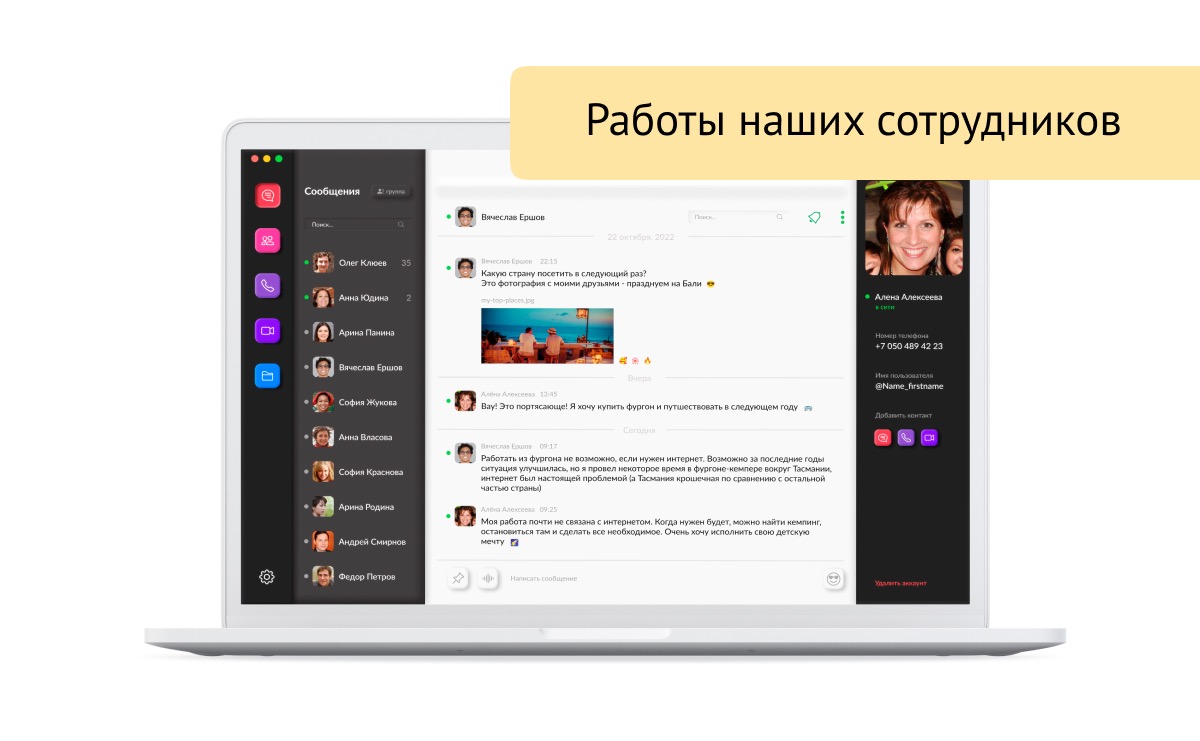 Работы наших сотрудников
Сообщения
группа
Поиск...
Олег Клюев 35
Анна Юдина 2
Арина Панина
Вячеслав Ершов
София Жукова
Анна Власова
София Краснова
Арина Родина
Андрей Смирнов
Федор Петров
Вячеслав Ершов
Поиск...
22 октября, 2022
Вячеслав Ершов 22:15
Какую страну посетить в следующий раз?
Это фотография с моими друзьями - празднуем на Бали 😎
my-top-places.jpg
Вчера
Алёна Алексеева 12:45
Вау! Это портясающе! Я хочу купить фургон и путшествовать в следующем году
Сегодня
Вячеслав Ершов 09:17
Работать из фургона не возможно, если нужен интернет. Возможно за последние годы
ситуация улучшилась, но я провел некоторое время в фургоне-кемпере вокруг Тасмании,
интернет был настоящей проблемой (а Тасмания крошечная по сравнению с остальной
частью страны)
Алёна Алексеева 09:25
Моя работа почти не связана с интернетом. Когда нужен будет, можно найти кемпинг,
остановиться там и сделать все необходимое. Очень хочу исполнить свою детскую
мечту
Написать сообщение
Алена Алексеева
в сети
Номер телефона
+7 050 489 42 23
Имя пользователя
@Name_firstname
Добавить контакт
Удалить аккаунт